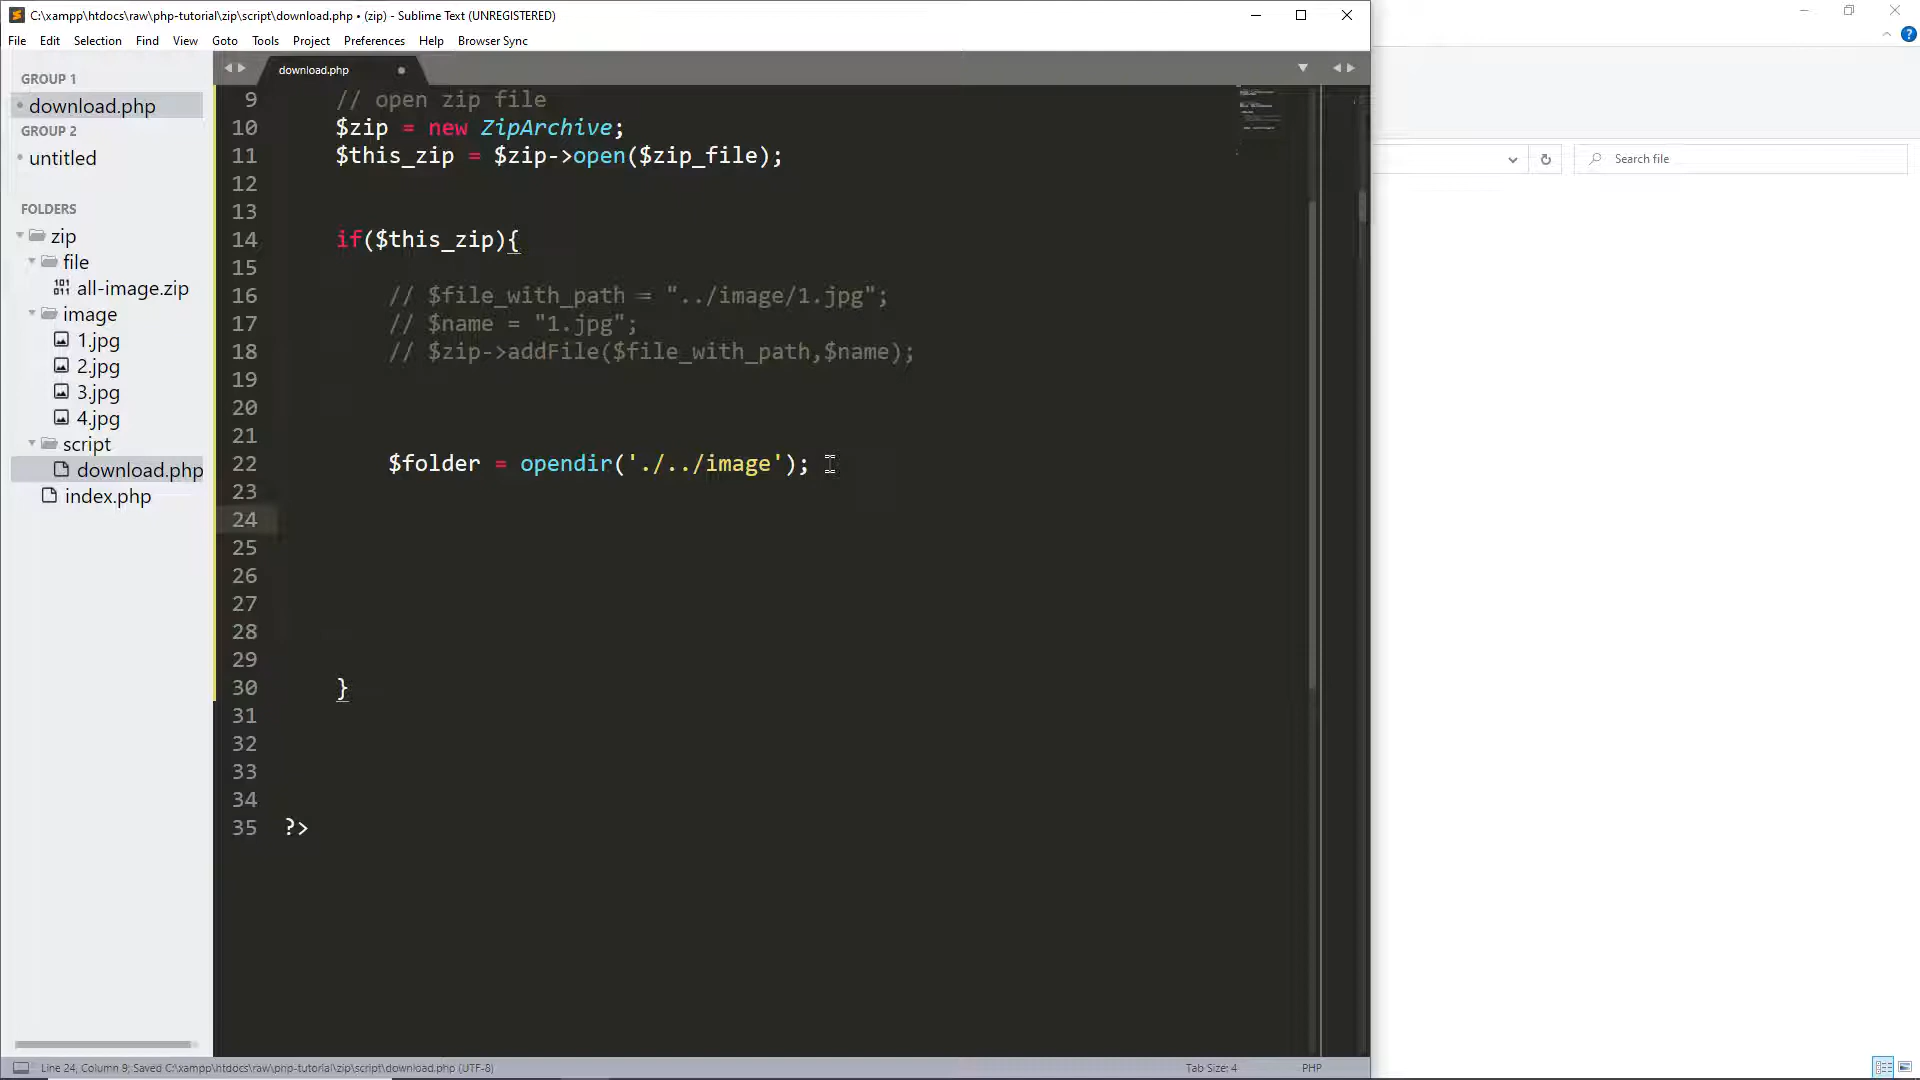 C:\xampp\htdocs\raw\php-tutorial\zip\script\download.php • (zip) - Sublime Text (UNREGISTERED)
File Edit Selection Find View Goto Tools Project Preferences Help Browser Sync
GROUP 1
download.php
GROUP 2
untitled
FOLDERS
zip
file
all-image.zip
image
1.jpg
2.jpg
3.jpg
4.jpg
script
download.php
index.php
download.php
9 // open zip file
10 $zip = new ZipArchive;
11 $this_zip = $zip->open($zip_file);
12
13
14 if($this_zip){
15
16 // $file_with_path = "../image/1.jpg";
17 // $name = "1.jpg";
18 // $zip->addFile($file_with_path,$name);
19
20
21
22 $folder = opendir('./../image');
23
24
25
26
27
28
29
30 }
31
32
33
34
35 ?>
Search file
Line 24, Column 9; Saved C:\xampp\htdocs\raw\php-tutorial\zip\script\download.php (UTF-8)
Tab Size: 4
PHP